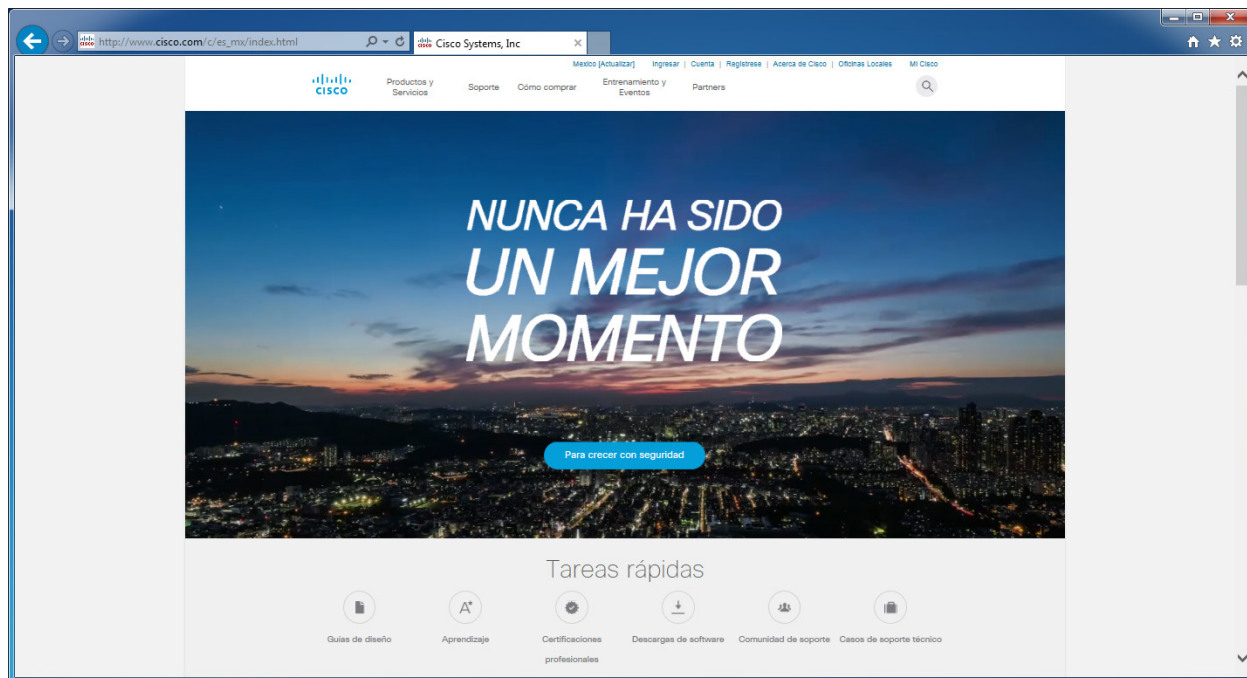 http://www.cisco.com/c/es_mx/index.html
Cisco Systems, Inc
Mexico [Actualizar] Ingresar | Cuenta | Regístrese | Acerca de Cisco | Oficinas Locales Mi Cisco
CISCO
Productos y Servicios
Soporte
Cómo comprar
Entrenamiento y Eventos
Partners
NUNCA HA SIDO
UN MEJOR
MOMENTO
Para crecer con seguridad
Tareas rápidas
Guías de diseño
Aprendizaje
Certificaciones
profesionales
Descargas de software
Comunidad de soporte
Casos de soporte técnico